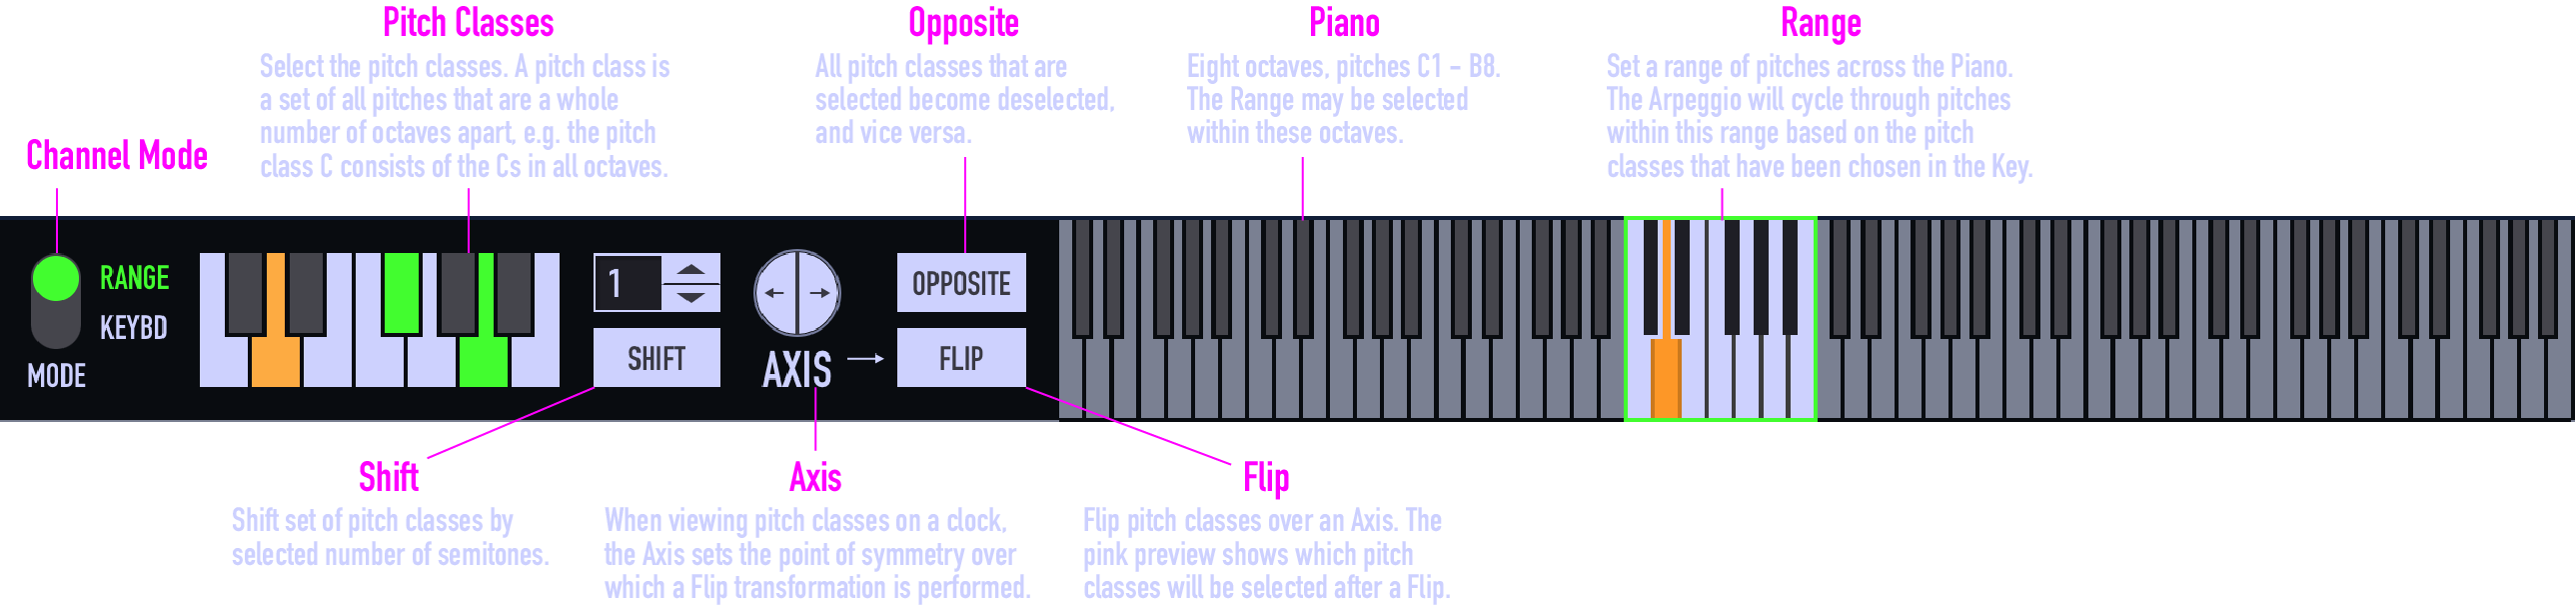 Pitch Classes
Select the pitch classes. A pitch class is
a set of all pitches that are a whole
number of octaves apart, e.g. the pitch
class C consists of the Cs in all octaves.
Opposite
All pitch classes that are
selected become deselected,
and vice versa.
Piano
Eight octaves, pitches C1 - B8.
The Range may be selected
within these octaves.
Range
Set a range of pitches across the Piano.
The Arpeggio will cycle through pitches
within this range based on the pitch
classes that have been chosen in the Key.
Channel Mode
RANGE
KEYBD
MODE
1
SHIFT
AXIS
OPPOSITE
FLIP
Shift
Shift set of pitch classes by
selected number of semitones.
Axis
When viewing pitch classes on a clock,
the Axis sets the point of symmetry over
which a Flip transformation is performed.
Flip
Flip pitch classes over an Axis. The
pink preview shows which pitch
classes will be selected after a Flip.